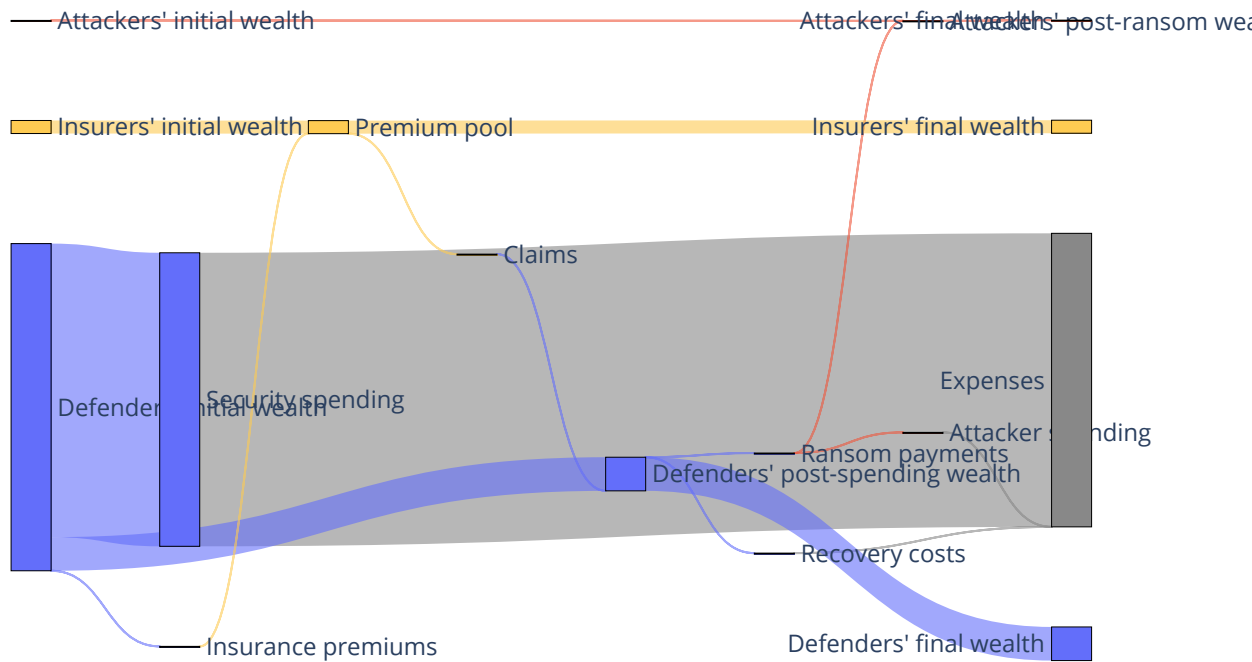 Attackers' initial wealth
Attackers' final wealth
Attackers' post-ransom wea
Insurers' initial wealth
Premium pool
Insurers' final wealth
Claims
Expenses
Security spending
Defenders' initial wealth
Attacker spending
Ransom payments
Defenders' post-spending wealth
Recovery costs
Insurance premiums
Defenders' final wealth